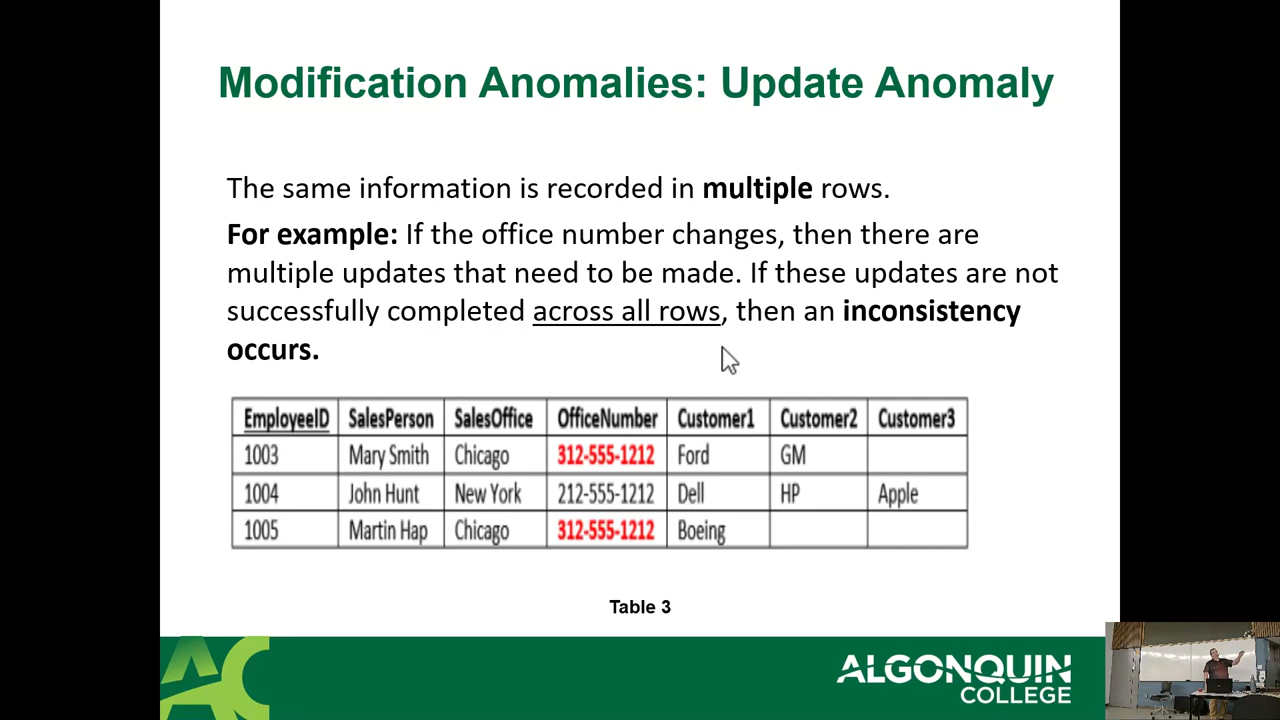 Modification Anomalies: Update Anomaly
The same information is recorded in multiple rows.
For example: If the office number changes, then there are
multiple updates that need to be made. If these updates are not
successfully completed across all rows, then an inconsistency
occurs.
EmployeeID SalesPerson SalesOffice OfficeNumber Customer1 Customer2 Customer3
1003 Mary Smith Chicago 312-555-1212 Ford GM
1004 John Hunt New York 212-555-1212 Dell HP Apple
1005 Martin Hap Chicago 312-555-1212 Boeing
Table 3
AC
ALGONQUIN
COLLEGE